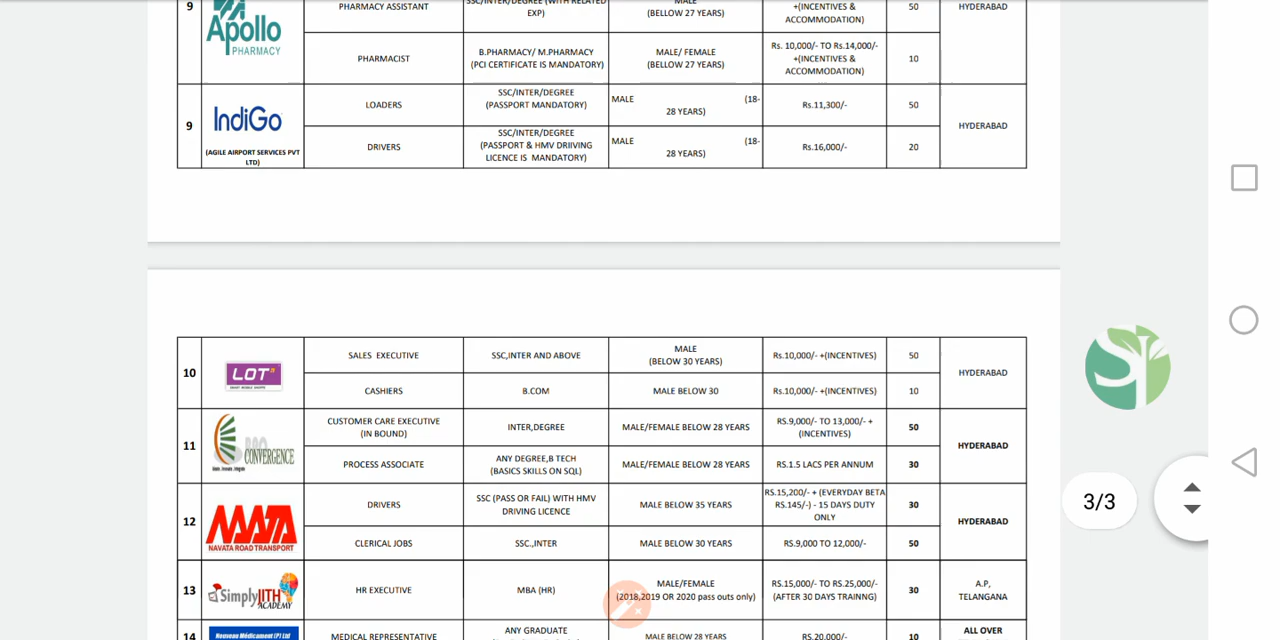 9
Apollo
PHARMACY
PHARMACY ASSISTANT
SSC/INTER/DEGREE (WITH RELATED
EXP)
MALE
(BELLOW 27 YEARS)
+(INCENTIVES &
ACCOMMODATION)
50
HYDERABAD
PHARMACIST
B.PHARMACY/ M.PHARMACY
(PCI CERTIFICATE IS MANDATORY)
MALE/ FEMALE
(BELLOW 27 YEARS)
Rs. 10,000/- TO Rs.14,000/-
+(INCENTIVES &
ACCOMMODATION)
10
9
IndiGo
(AGILE AIRPORT SERVICES PVT
LTD)
LOADERS
SSC/INTER/DEGREE
(PASSPORT MANDATORY)
MALE (18-
28 YEARS)
Rs.11,300/-
50
HYDERABAD
DRIVERS
SSC/INTER/DEGREE
(PASSPORT & HMV DRIIVING
LICENCE IS MANDATORY)
MALE (18-
28 YEARS)
Rs.16,000/-
20
10
LOT
SALES EXECUTIVE
SSC,INTER AND ABOVE
MALE
(BELOW 30 YEARS)
Rs.10,000/- +(INCENTIVES)
50
HYDERABAD
CASHIERS
B.COM
MALE BELOW 30
Rs.10,000/- +(INCENTIVES)
10
11
CONVERGENCE
CUSTOMER CARE EXECUTIVE
(IN BOUND)
INTER,DEGREE
MALE/FEMALE BELOW 28 YEARS
RS.9,000/- TO 13,000/- +
(INCENTIVES)
50
HYDERABAD
PROCESS ASSOCIATE
ANY DEGREE,B TECH
(BASICS SKILLS ON SQL)
MALE/FEMALE BELOW 28 YEARS
RS.1.5 LACS PER ANNUM
30
12
NAVATA ROAD TRANSPORT
DRIVERS
SSC (PASS OR FAIL) WITH HMV
DRIVING LICENCE
MALE BELOW 35 YEARS
RS.15,200/- + (EVERYDAY BETA
RS.145/-) - 15 DAYS DUTY
ONLY
30
HYDERABAD
CLERICAL JOBS
SSC.,INTER
MALE BELOW 30 YEARS
RS.9,000 TO 12,000/-
50
13
SimplyJITH
ACADEMY
HR EXECUTIVE
MBA (HR)
MALE/FEMALE
(2018,2019 OR 2020 pass outs only)
RS.15,000/- TO RS.25,000/-
(AFTER 30 DAYS TRAINNG)
30
A.P,
TELANGANA
14
Nouveau Médicament (P) Ltd
MEDICAL REPRESENTATIVE
ANY GRADUATE
MALE BELOW 28 YEARS
RS.20,000/-
10
ALL OVER
3/3